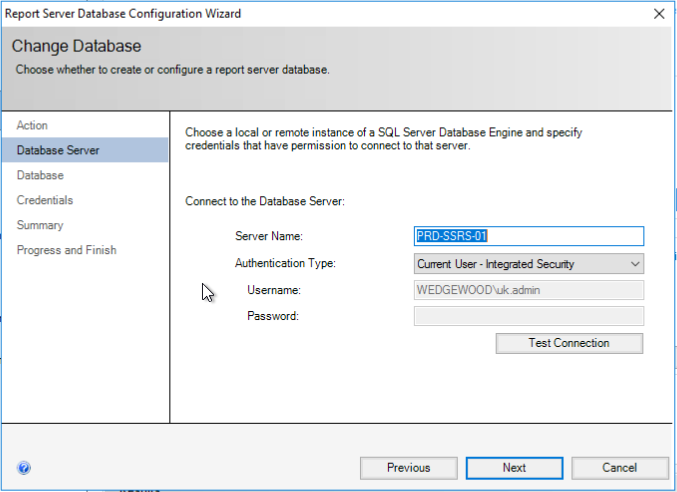 Report Server Database Configuration Wizard
Change Database
Choose whether to create or configure a report server database.
Action
Database Server
Database
Credentials
Summary
Progress and Finish
Choose a local or remote instance of a SQL Server Database Engine and specify
credentials that have permission to connect to that server.
Connect to the Database Server:
Server Name: PRD-SSRS-01
Authentication Type: Current User - Integrated Security
Username: WEDGEWOOD\uk.admin
Password:
Test Connection
Previous Next Cancel